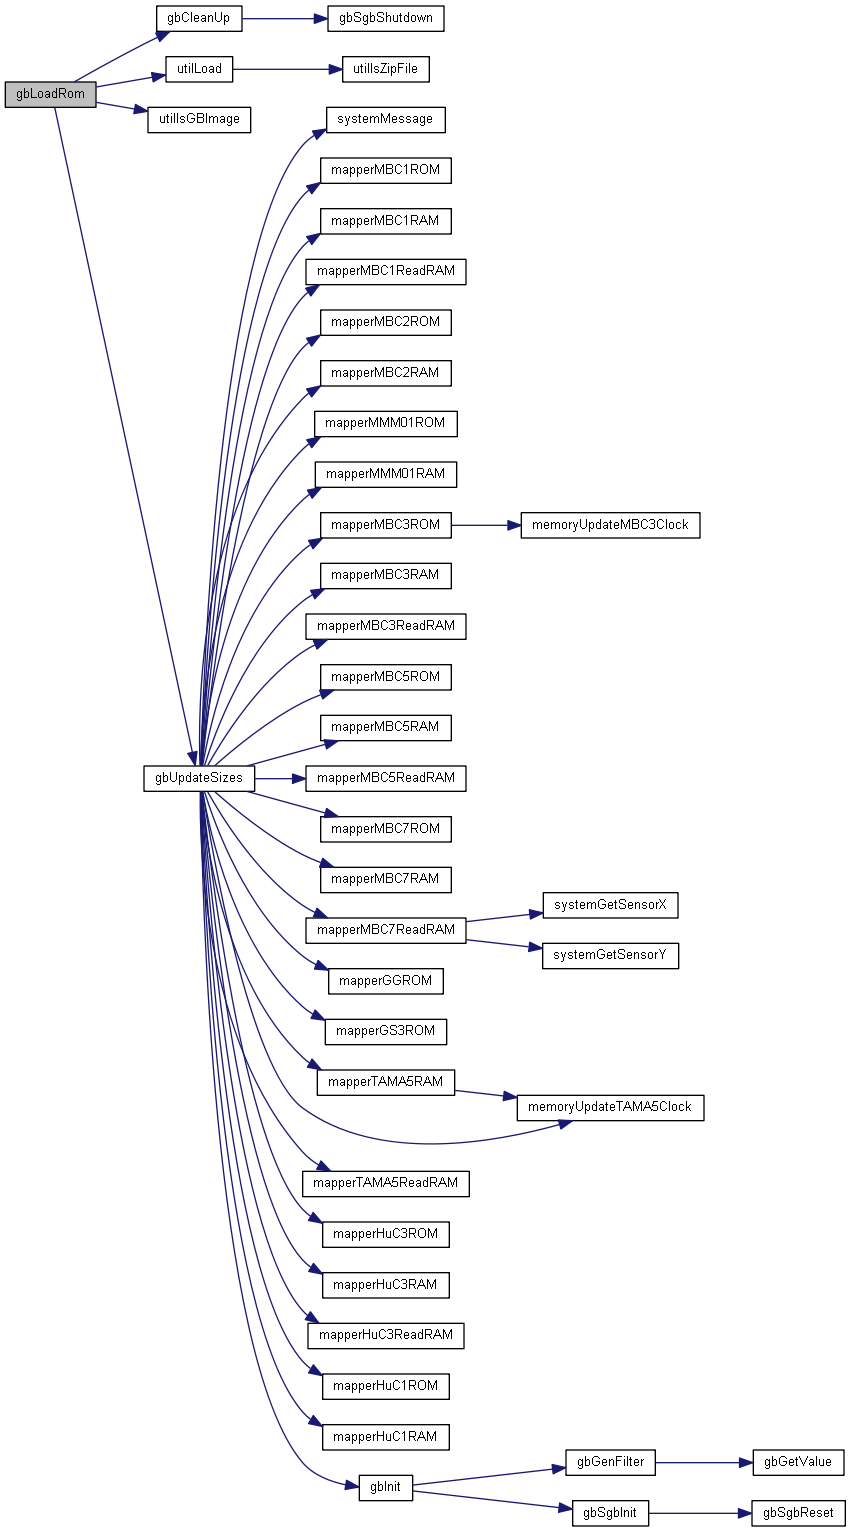 gbCleanUp
gbSgbShutdown
utilLoad
utilIsZipFile
gbLoadRom
utilIsGBImage
systemMessage
mapperMBC1ROM
mapperMBC1RAM
mapperMBC1ReadRAM
mapperMBC2ROM
mapperMBC2RAM
mapperMMM01ROM
mapperMMM01RAM
mapperMBC3ROM
memoryUpdateMBC3Clock
mapperMBC3RAM
mapperMBC3ReadRAM
mapperMBC5ROM
mapperMBC5RAM
gbUpdateSizes
mapperMBC5ReadRAM
mapperMBC7ROM
mapperMBC7RAM
mapperMBC7ReadRAM
systemGetSensorX
systemGetSensorY
mapperGGROM
mapperGS3ROM
mapperTAMA5RAM
memoryUpdateTAMA5Clock
mapperTAMA5ReadRAM
mapperHuC3ROM
mapperHuC3RAM
mapperHuC3ReadRAM
mapperHuC1ROM
mapperHuC1RAM
gbInit
gbGenFilter
gbGetValue
gbSgbInit
gbSgbReset